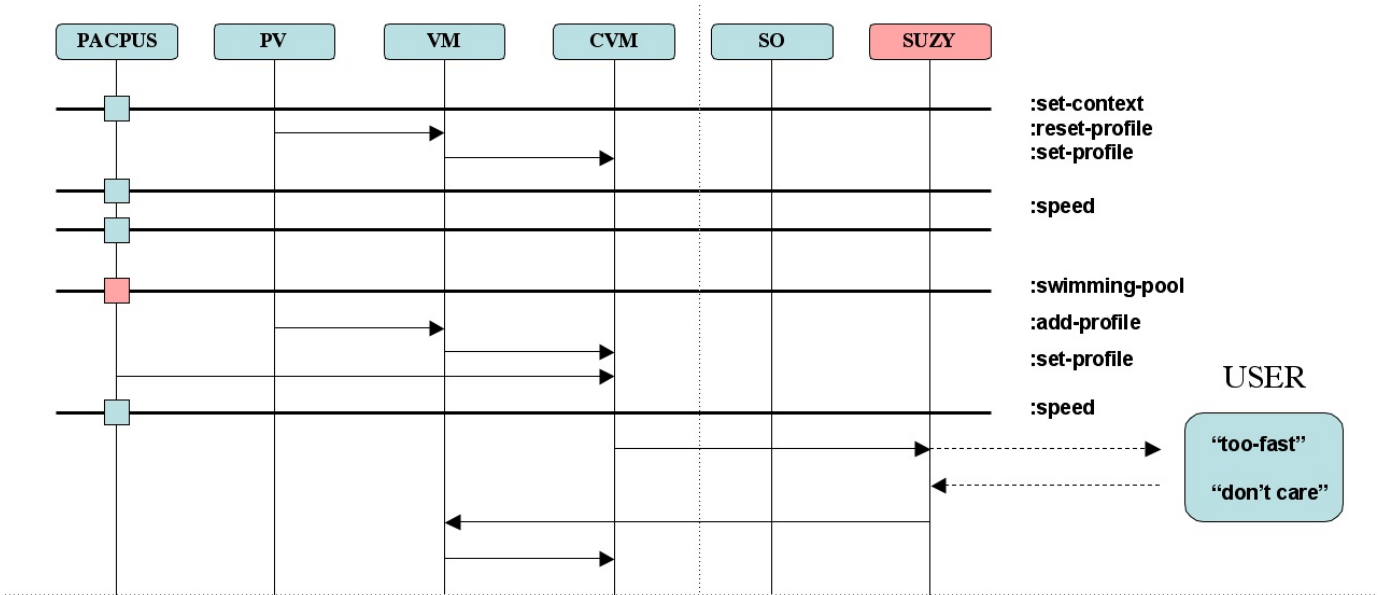 PACPUS PV VM CVM SO SUZY
:set-context
:reset-profile
:set-profile
:speed
:swimming-pool
:add-profile
:set-profile
USER
:speed
“too-fast”
“don’t care”